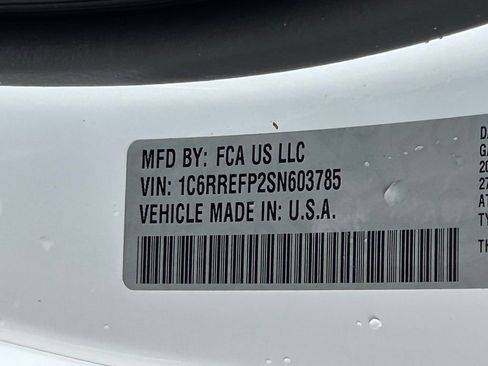 MFD BY: FCA US LLC
VIN: 1C6RREFP2SN603785
VEHICLE MADE IN: U.S.A.